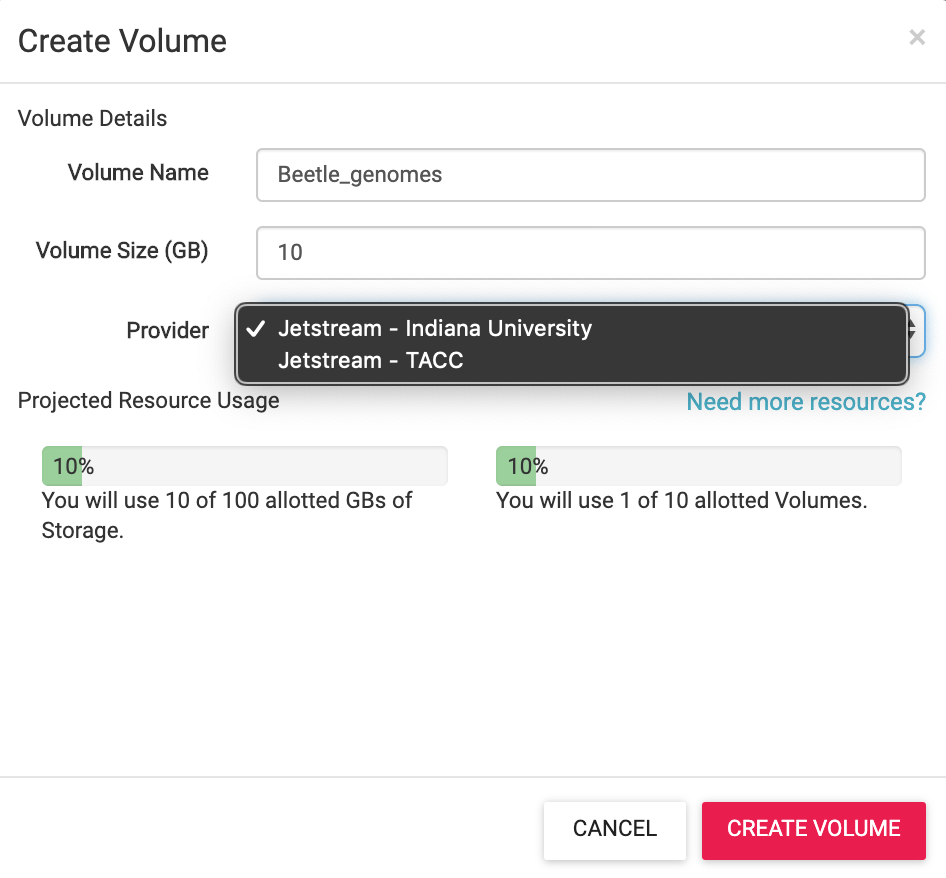 Create Volume
×
Volume Details
Volume Name
Beetle_genomes
Volume Size (GB)
10
Provider
✓ Jetstream - Indiana University
Jetstream - TACC
Projected Resource Usage
Need more resources?
10%
You will use 10 of 100 allotted GBs of
Storage.
10%
You will use 1 of 10 allotted Volumes.
CANCEL
CREATE VOLUME